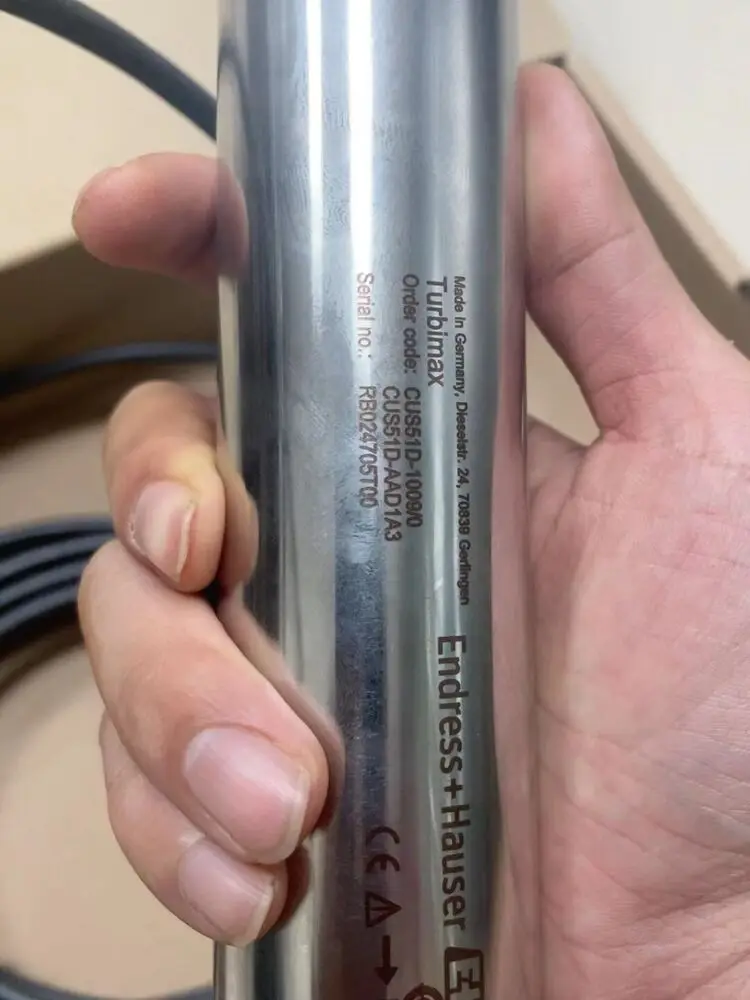 Made in Germany, Dieselstr. 24, 70839 Gerlingen
Turbimax
Order code: CUS51D-1009/0
CUS51D-AAD1A3
Serial no.: RB024705T00
Endress+Hauser
CE